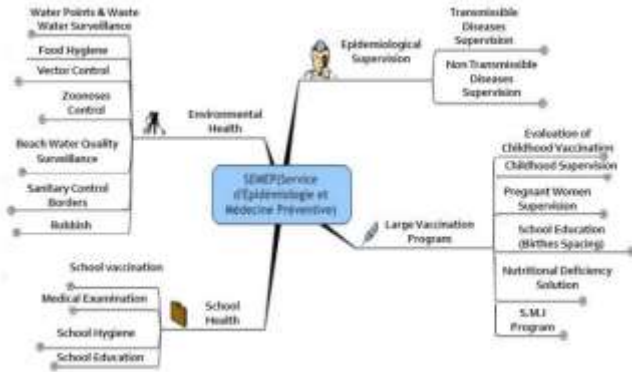 Water Points & Waste
Water Surveillance
Food Hygiene
Vector Control
Zoonoses
Control
Beach Water Quality
Surveillance
Sanitary Control
Borders
Rubbish
Environmental
Health
Epidemiological
Supervision
Transmissible
Diseases
Supervision
Non Transmissible
Diseases
Supervision
SEMEP(Service
d'Epidémiologie et
Médecine Préventive)
Large Vaccination
Program
Evaluation of
Childhood Vaccination
Childhood Supervision
Pregnant Women
Supervision
School Education
(Birthes Spacing)
Nutritional Deficiency
Solution
S.M.I
Program
School
Health
School vaccination
Medical Examination
School Hygiene
School Education